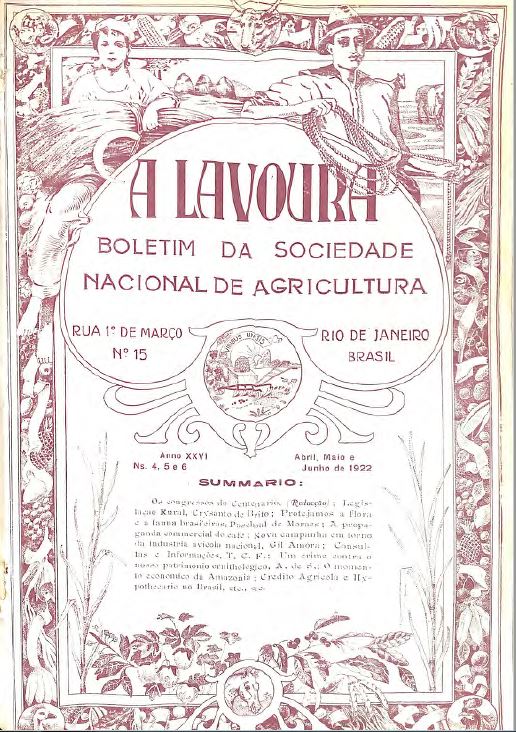 A LAVOURA
BOLETIM DA SOCIEDADE
NACIONAL DE AGRICULTURA
RUA 1º DE MARÇO
Nº 15
RIO DE JANEIRO
BRASIL
Anno XXVI
Ns. 4, 5 e 6
Abril, Maio e
Junho de 1922
SUMMARIO:
Os congressos do Centenario, (Redacção) ; Legis-
lação Rural, Chrysanto de Brito ; Protejamos a flora
e a fauna brasileiras, Paschoal de Moraes ; A propa-
ganda commercial do café ; Nova campanha em torno
da industria avicola nacional, Gil Amora ; Consul-
tas e Informações, T. C. F. ; Um crime contra o
nosso patrimonio ornithologico, A. de S. ; O momen-
to economico da Amazonia ; Credito Agricola e Hy-
pothecario no Brasil, etc., etc.